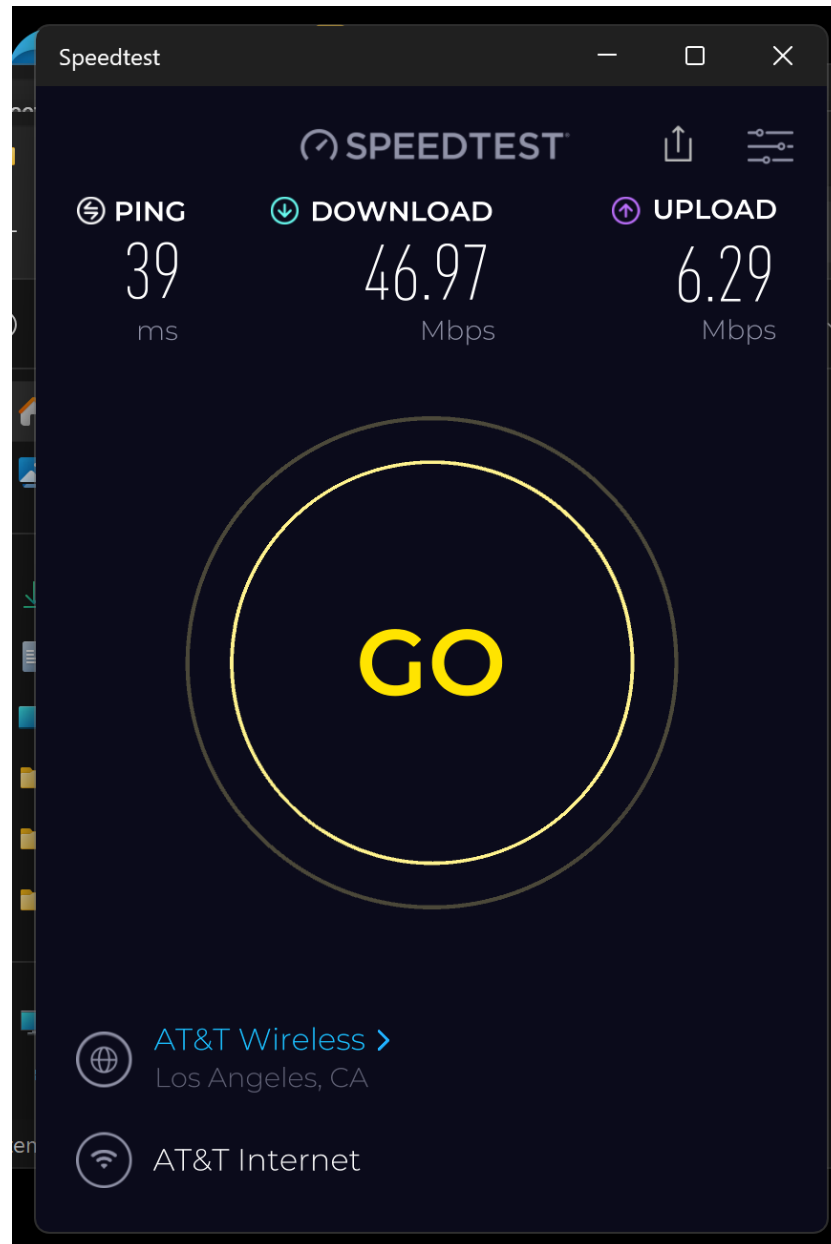 Speedtest
SPEEDTEST
PING DOWNLOAD UPLOAD
39 46.97 6.29
ms Mbps Mbps
GO
AT&T Wireless >
Los Angeles, CA
AT&T Internet